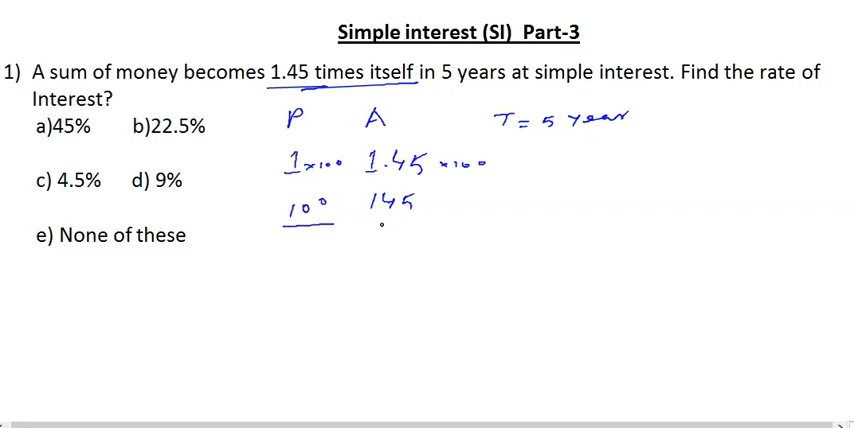 Simple interest (SI) Part-3
1) A sum of money becomes 1.45 times itself in 5 years at simple interest. Find the rate of
Interest?
a)45% b)22.5%
c) 4.5% d) 9%
e) None of these
P A T = 5 year
1×100 1.45 ×100
100 145